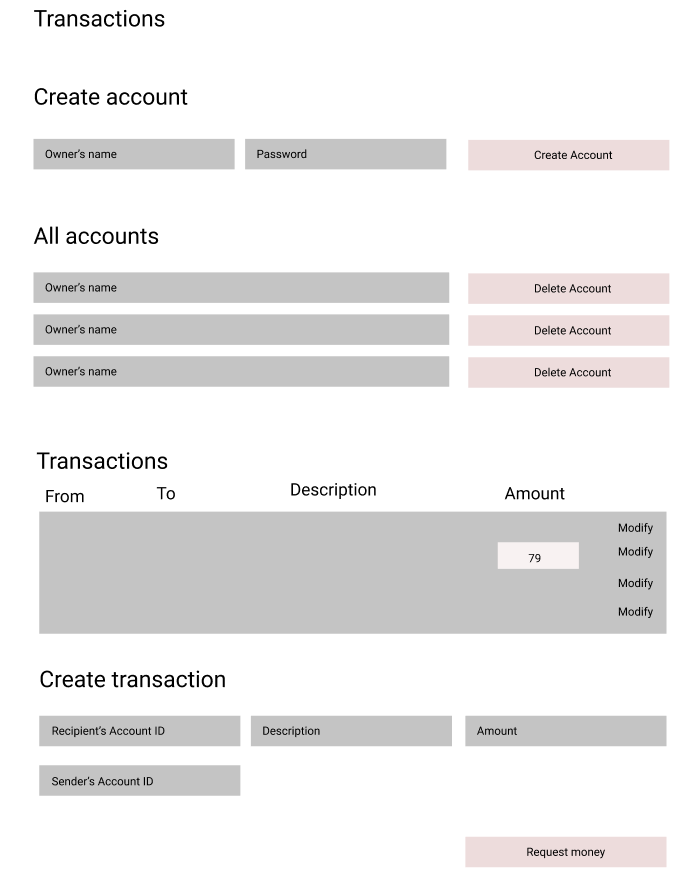 Transactions
Create account
Owner's name Password Create Account
All accounts
Owner's name Delete Account
Owner's name Delete Account
Owner's name Delete Account
Transactions
From To Description Amount
Modify
79 Modify
Modify
Modify
Create transaction
Recipient's Account ID Description Amount
Sender's Account ID
Request money